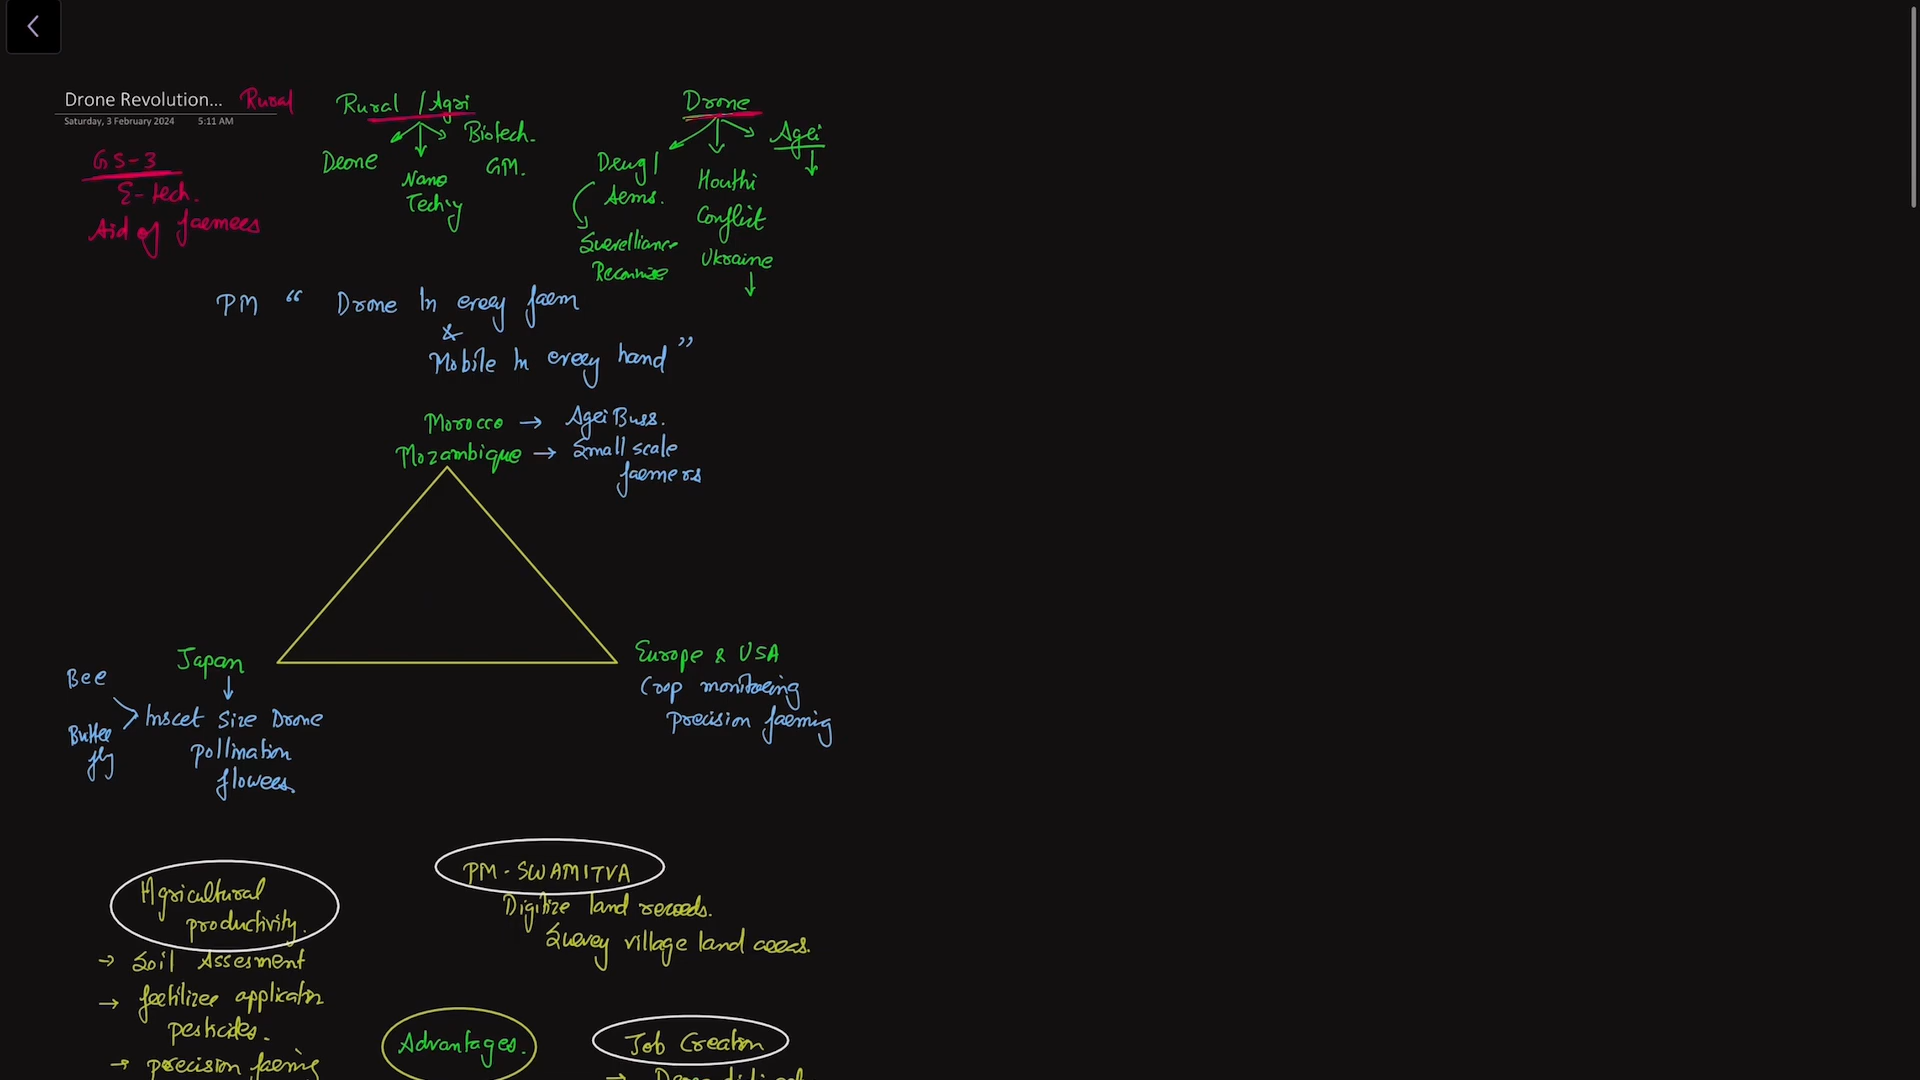 Drone Revolution... Rural
Saturday, 3 February 2024 5:11 AM
GS-3
E-tech.
Aid of farmers
Rural / Agri
Drone
Nano
Techy
Biotech.
GM.
Drone
Drug /
Arms.
Surelliance
Houthi
Conflict
Ukraine
Agri
PM " Drone In every farm
&
Mobile In every hand "
Morocco → Agri Buss.
Mozambique → Small scale
farmers
Japan
Bee
Butter
fly
Inscet Size Drone
pollination
flowers.
Europe & USA
Crop monitoring
precision farming
Agricultural
productivity.
→ Soil Assesment
→ fertilizer application
pesticides.
→ precision farming
PM - SWAMITVA
Digitize land records.
Survey village land areas.
Advantages.
Job Creation